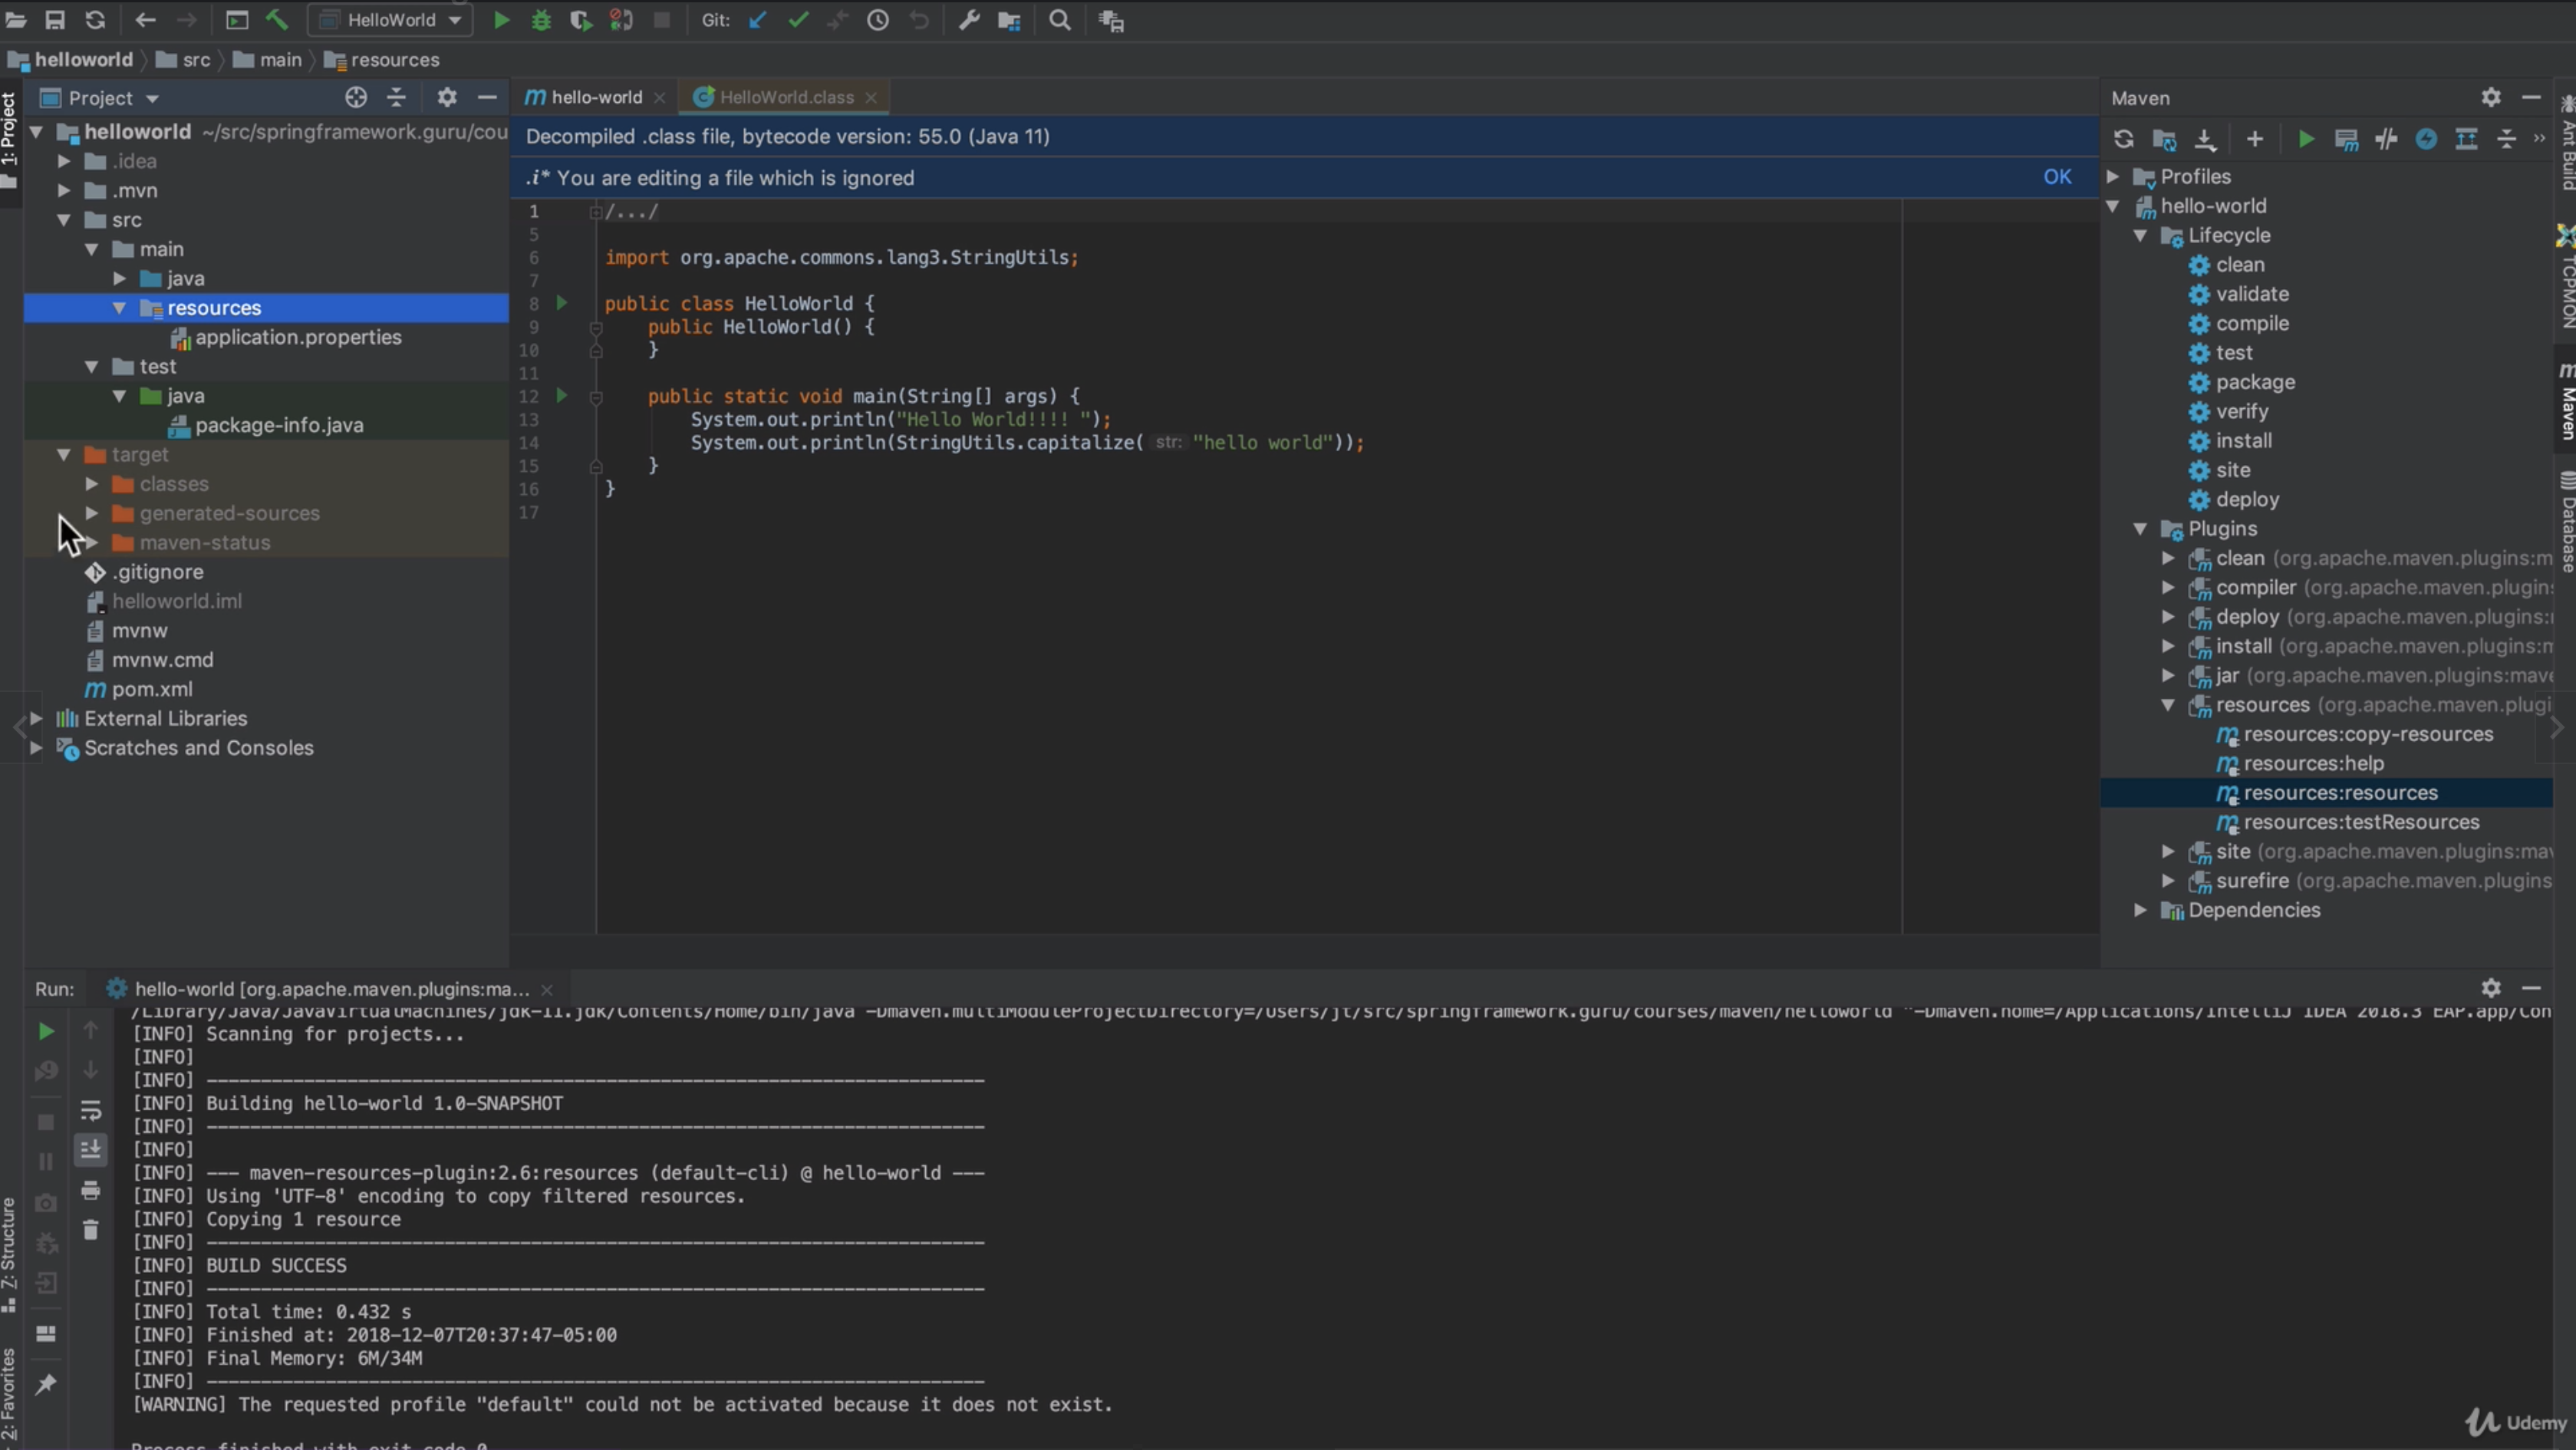 HelloWorld Git:
helloworld src main resources
1: Project
Project
helloworld ~/src/springframework.guru/cou
.idea
.mvn
src
main
java
resources
application.properties
test
java
package-info.java
target
classes
generated-sources
maven-status
.gitignore
helloworld.iml
mvnw
mvnw.cmd
pom.xml
External Libraries
Scratches and Consoles
hello-world HelloWorld.class
Decompiled .class file, bytecode version: 55.0 (Java 11)
.i* You are editing a file which is ignored OK
1 /.../
5
6 import org.apache.commons.lang3.StringUtils;
7
8 public class HelloWorld {
9 public HelloWorld() {
10 }
11
12 public static void main(String[] args) {
13 System.out.println("Hello World!!!! ");
14 System.out.println(StringUtils.capitalize( str: "hello world"));
15 }
16 }
17
Maven
Profiles
hello-world
Lifecycle
clean
validate
compile
test
package
verify
install
site
deploy
Plugins
clean (org.apache.maven.plugins:m
compiler (org.apache.maven.plugin
deploy (org.apache.maven.plugins:
install (org.apache.maven.plugins:m
jar (org.apache.maven.plugins:mave
resources (org.apache.maven.plugi
resources:copy-resources
resources:help
resources:resources
resources:testResources
site (org.apache.maven.plugins:mav
surefire (org.apache.maven.plugins
Dependencies
Ant Build
TCPMON
Maven
Database
Run: hello-world [org.apache.maven.plugins:ma...
/Library/Java/JavaVirtualMachines/jdk-11.jdk/Contents/Home/bin/java -Dmaven.multiModuleProjectDirectory=/Users/jt/src/springframework.guru/courses/maven/helloworld "-Dmaven.home=/Applications/IntelliJ IDEA 2018.3 EAP.app/Con
[INFO] Scanning for projects...
[INFO]
[INFO] ------------------------------------------------------------------------
[INFO] Building hello-world 1.0-SNAPSHOT
[INFO] ------------------------------------------------------------------------
[INFO]
[INFO] --- maven-resources-plugin:2.6:resources (default-cli) @ hello-world ---
[INFO] Using 'UTF-8' encoding to copy filtered resources.
[INFO] Copying 1 resource
[INFO] ------------------------------------------------------------------------
[INFO] BUILD SUCCESS
[INFO] ------------------------------------------------------------------------
[INFO] Total time: 0.432 s
[INFO] Finished at: 2018-12-07T20:37:47-05:00
[INFO] Final Memory: 6M/34M
[INFO] ------------------------------------------------------------------------
[WARNING] The requested profile "default" could not be activated because it does not exist.
Process finished with exit code 0
Z: Structure
2: Favorites
Udemy